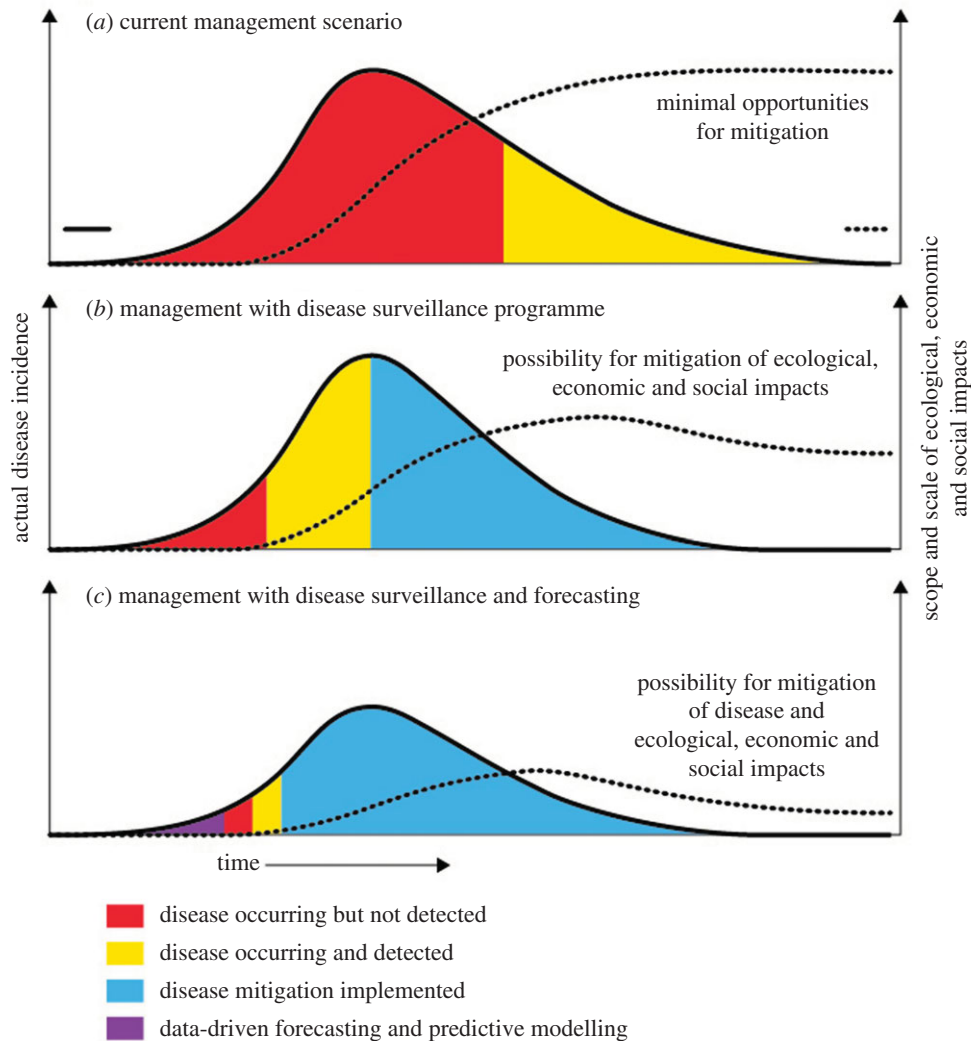 (a) current management scenario
minimal opportunities
for mitigation
(b) management with disease surveillance programme
possibility for mitigation of ecological,
economic and social impacts
actual disease incidence
scope and scale of ecological, economic
and social impacts
(c) management with disease surveillance and forecasting
possibility for mitigation
of disease and
ecological, economic and
social impacts
time
disease occurring but not detected
disease occurring and detected
disease mitigation implemented
data-driven forecasting and predictive modelling